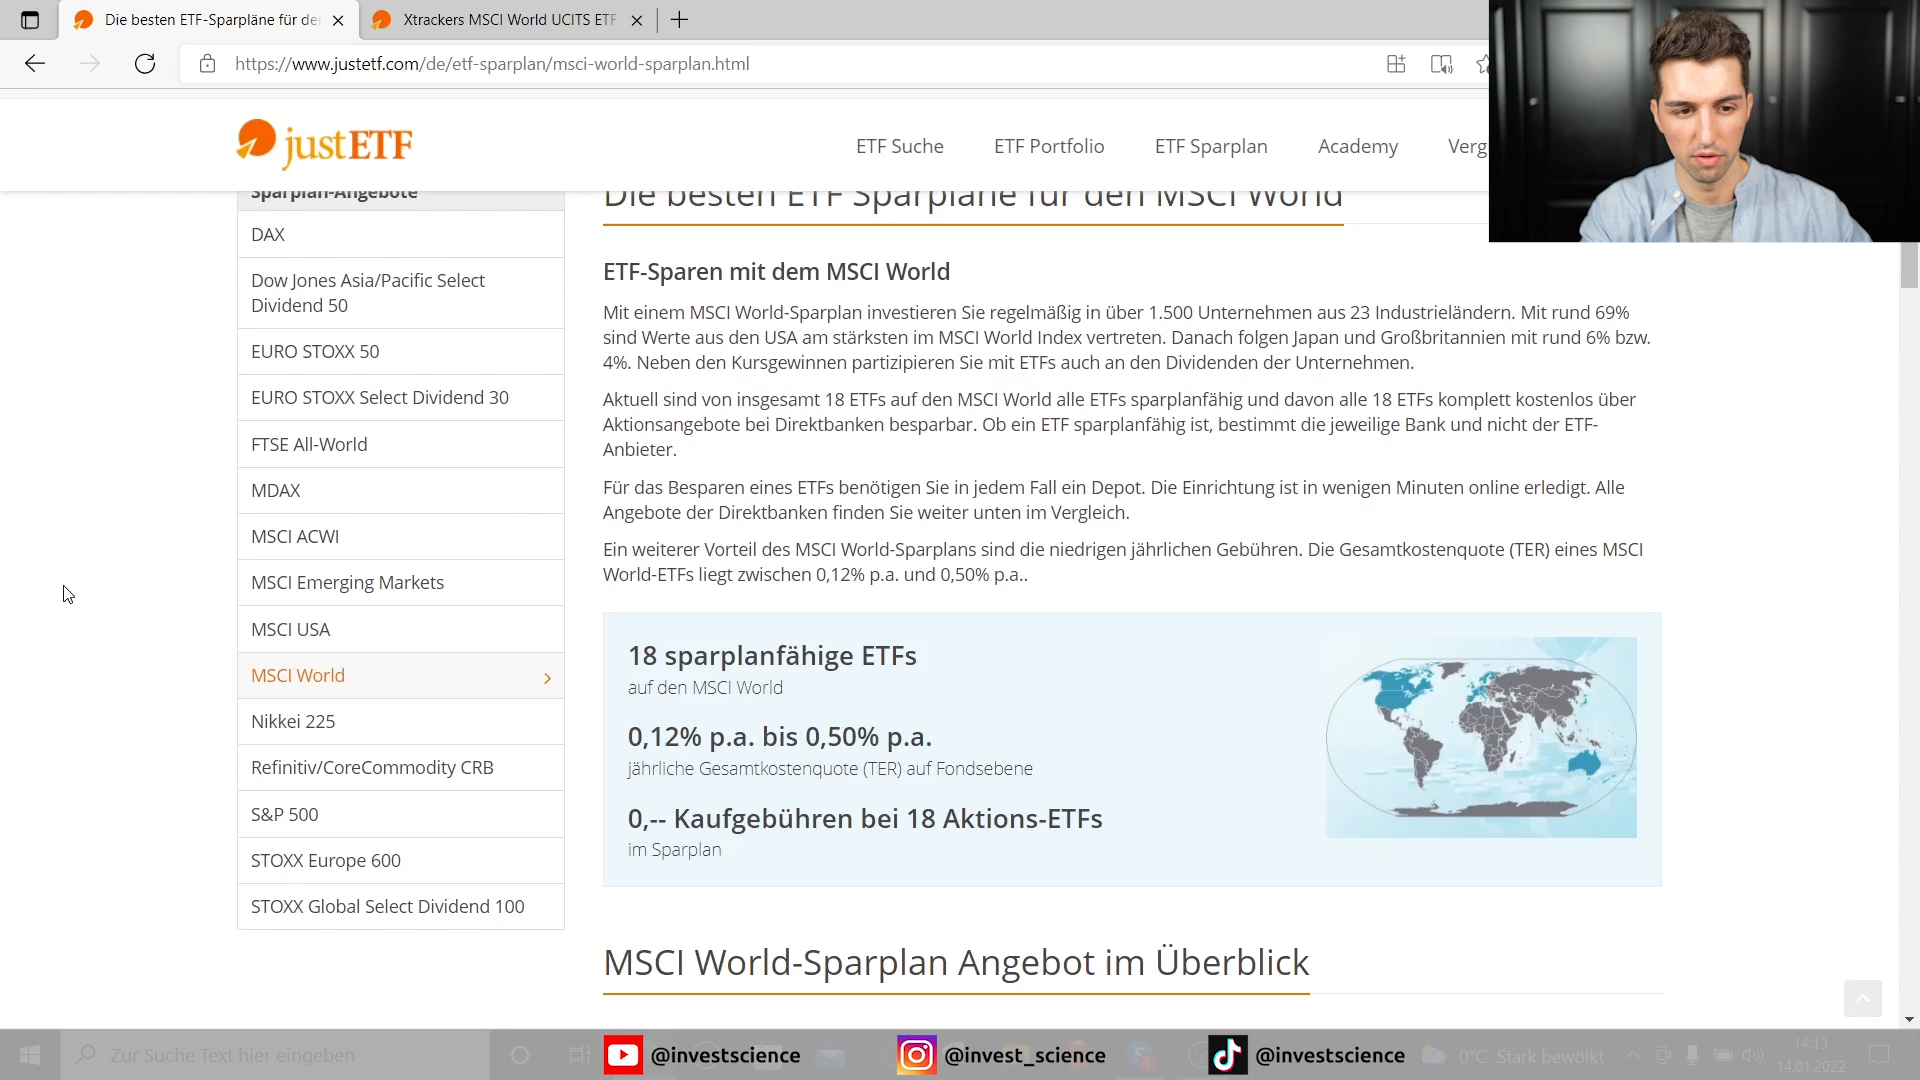 Die besten ETF-Sparpläne für de
Xtrackers MSCI World UCITS ETF
https://www.justetf.com/de/etf-sparplan/msci-world-sparplan.html
justETF
ETF Suche
ETF Portfolio
ETF Sparplan
Academy
Verg
Sparplan-Angebote
DAX
Dow Jones Asia/Pacific Select
Dividend 50
EURO STOXX 50
EURO STOXX Select Dividend 30
FTSE All-World
MDAX
MSCI ACWI
MSCI Emerging Markets
MSCI USA
MSCI World
Nikkei 225
Refinitiv/CoreCommodity CRB
S&P 500
STOXX Europe 600
STOXX Global Select Dividend 100
Die besten ETF Sparpläne für den MSCI World
ETF-Sparen mit dem MSCI World
Mit einem MSCI World-Sparplan investieren Sie regelmäßig in über 1.500 Unternehmen aus 23 Industrieländern. Mit rund 69%
sind Werte aus den USA am stärksten im MSCI World Index vertreten. Danach folgen Japan und Großbritannien mit rund 6% bzw.
4%. Neben den Kursgewinnen partizipieren Sie mit ETFs auch an den Dividenden der Unternehmen.
Aktuell sind von insgesamt 18 ETFs auf den MSCI World alle ETFs sparplanfähig und davon alle 18 ETFs komplett kostenlos über
Aktionsangebote bei Direktbanken besparbar. Ob ein ETF sparplanfähig ist, bestimmt die jeweilige Bank und nicht der ETF-
Anbieter.
Für das Besparen eines ETFs benötigen Sie in jedem Fall ein Depot. Die Einrichtung ist in wenigen Minuten online erledigt. Alle
Angebote der Direktbanken finden Sie weiter unten im Vergleich.
Ein weiterer Vorteil des MSCI World-Sparplans sind die niedrigen jährlichen Gebühren. Die Gesamtkostenquote (TER) eines MSCI
World-ETFs liegt zwischen 0,12% p.a. und 0,50% p.a..
18 sparplanfähige ETFs
auf den MSCI World
0,12% p.a. bis 0,50% p.a.
jährliche Gesamtkostenquote (TER) auf Fondsebene
0,-- Kaufgebühren bei 18 Aktions-ETFs
im Sparplan
MSCI World-Sparplan Angebot im Überblick
Zur Suche Text hier eingeben
@investscience
@invest_science
@investscience
0°C Stark bewölkt
14:13
14.01.2022